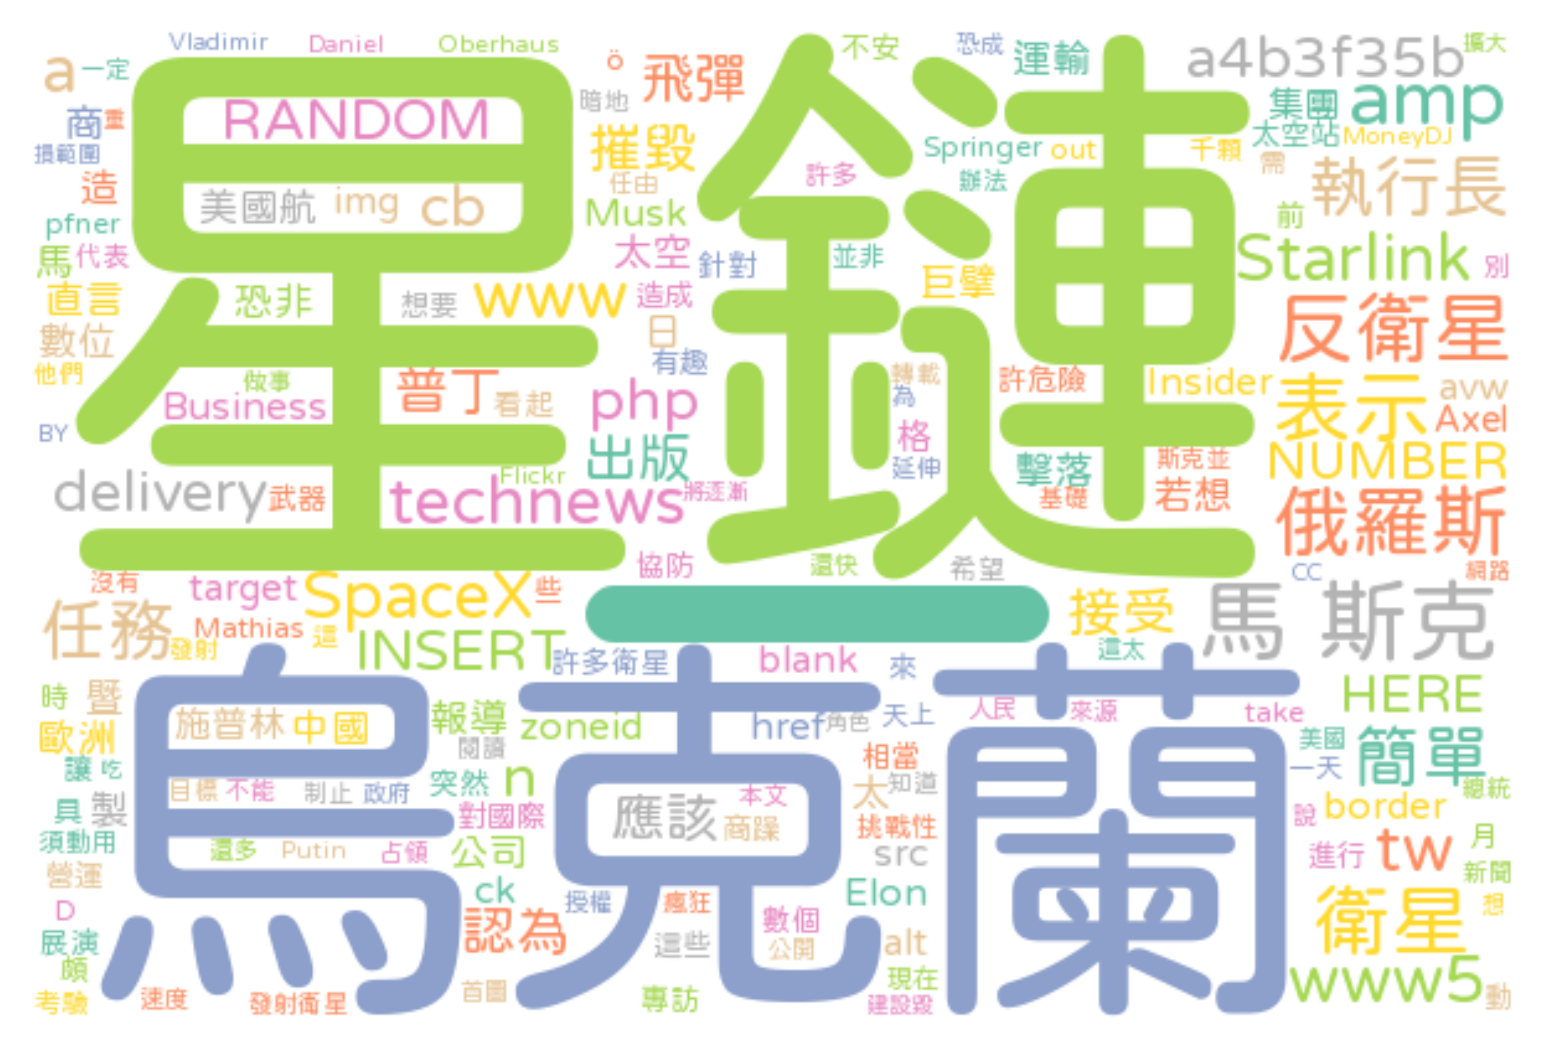 Vladimir Daniel Oberhaus ö 不安 恐成 運輸 a4b3f35b 擴大
a 一定 飛彈 暗地 集團 amp
商 重 RANDOM 摧毀 Springer out 千顆 太空站 MoneyDJ
損範圍 任由 許多 辦法 需 執行長
造 美國航 img cb Musk 前
pfner 太空 針對 並非 巨擘 Starlink 別
馬 代表
直言 恐非 想要 www 造成 反衛星
星 鏈
數位 日 有趣
他們 做事 普丁 看起 php 轉載 為 許危險 Insider 表示 avw
Business 格 Axel
BY 出版 延伸 擊落 斯克並 NUMBER
delivery 武器 Flickr technews 將逐漸 基礎 若想 俄羅斯
沒有 協防 還快 希望 CC 網路
target SpaceX 些 一 接受 馬 斯克
任務 Mathias 這 INSERT 這太
發射 許多衛星 blank 來
時 暨 人民 來源 take HERE
施普林 中國 報導 zoneid href 角色 天上 美國 簡單
歐洲 閱讀 相當 一天
讓 吃 目標 不能 制止 政府 突然 n 本文 太 知道 總統
烏克蘭
具 製 對國際 應該 商躁 挑戰性 說 border
須動用 還多 Putin 占領 公司 src 進行 tw 月
營運 ck 授權 瘋狂 Elon 新聞
D 數個 衛星 想
展演 認為 這些 公開 alt
頗 現在 www5
考驗 速度 發射衛星 首圖 專訪 建設毀 動